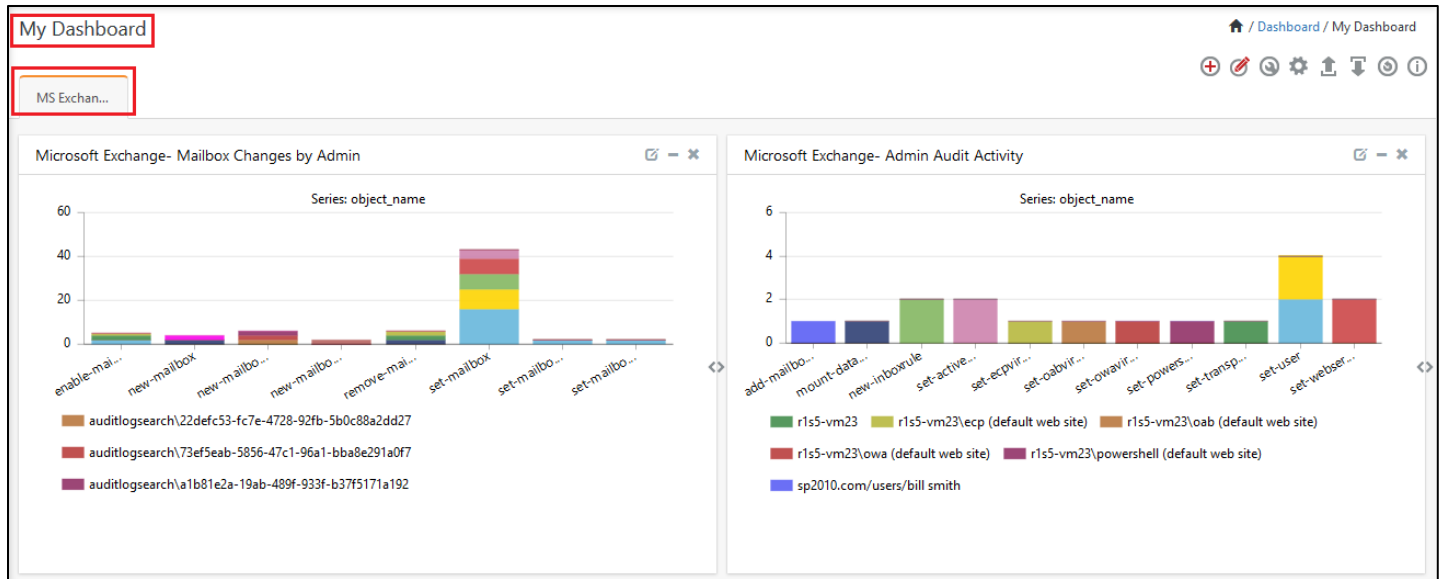 My Dashboard
/ Dashboard / My Dashboard
MS Exchan...
Microsoft Exchange- Mailbox Changes by Admin
Series: object_name
60
40
20
0
enable-mai...
new-mailbox
new-mailbo...
new-mailbo...
remove-mai...
set-mailbox
set-mailbo...
set-mailbo...
auditlogsearch\22defc53-fc7e-4728-92fb-5b0c88a2dd27
auditlogsearch\73ef5eab-5856-47c1-96a1-bba8e291a0f7
auditlogsearch\a1b81e2a-19ab-489f-933f-b37f5171a192
Microsoft Exchange- Admin Audit Activity
Series: object_name
6
4
2
0
add-mailbo...
mount-data...
new-inboxrule
set-active...
set-ecpvir...
set-oabvir...
set-owavir...
set-powers...
set-transp...
set-user
set-webser...
r1s5-vm23 r1s5-vm23\ecp (default web site) r1s5-vm23\oab (default web site)
r1s5-vm23\owa (default web site) r1s5-vm23\powershell (default web site)
sp2010.com/users/bill smith